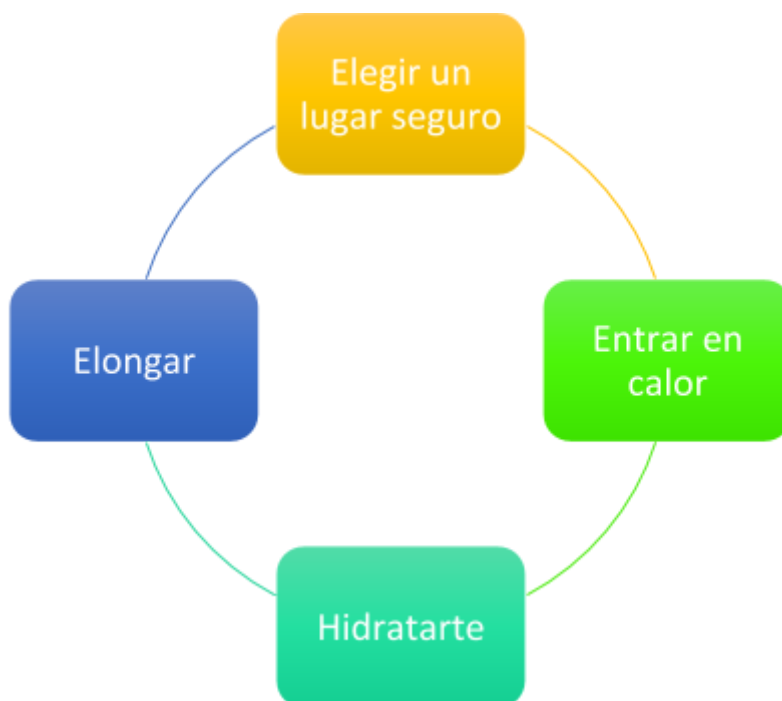 Elegir un
lugar seguro
Entrar en
calor
Hidratarte
Elongar